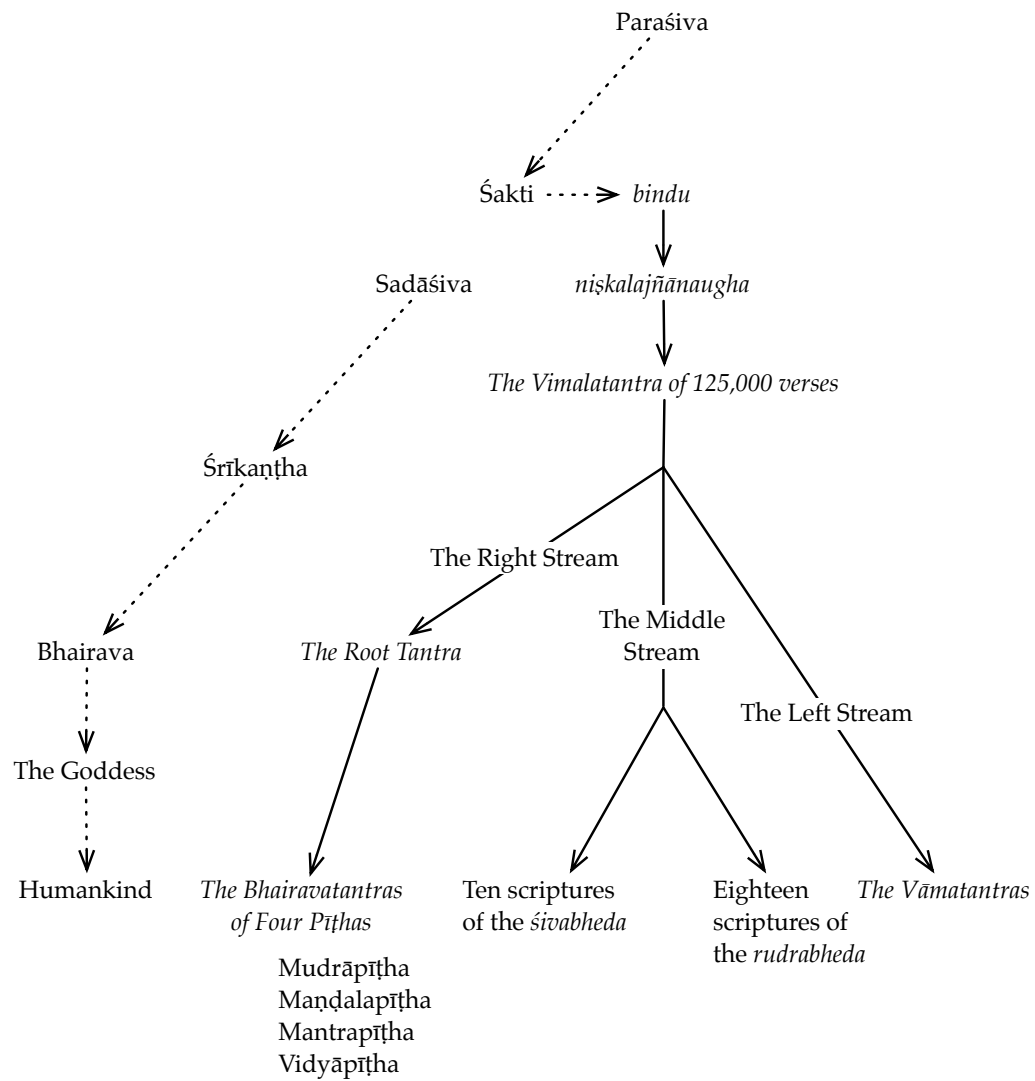 Paraśiva
Śakti
bindu
Sadāśiva
niṣkalajñānaugha
The Vimalatantra of 125,000 verses
Śrīkaṇṭha
The Right Stream
The Middle
Stream
Bhairava
The Root Tantra
The Left Stream
The Goddess
Humankind
The Bhairavatantras
of Four Pīṭhas
Ten scriptures
of the śivabheda
Eighteen
scriptures of
the rudrabheda
The Vāmatantras
Mudrāpīṭha
Maṇḍalapīṭha
Mantrapīṭha
Vidyāpīṭha